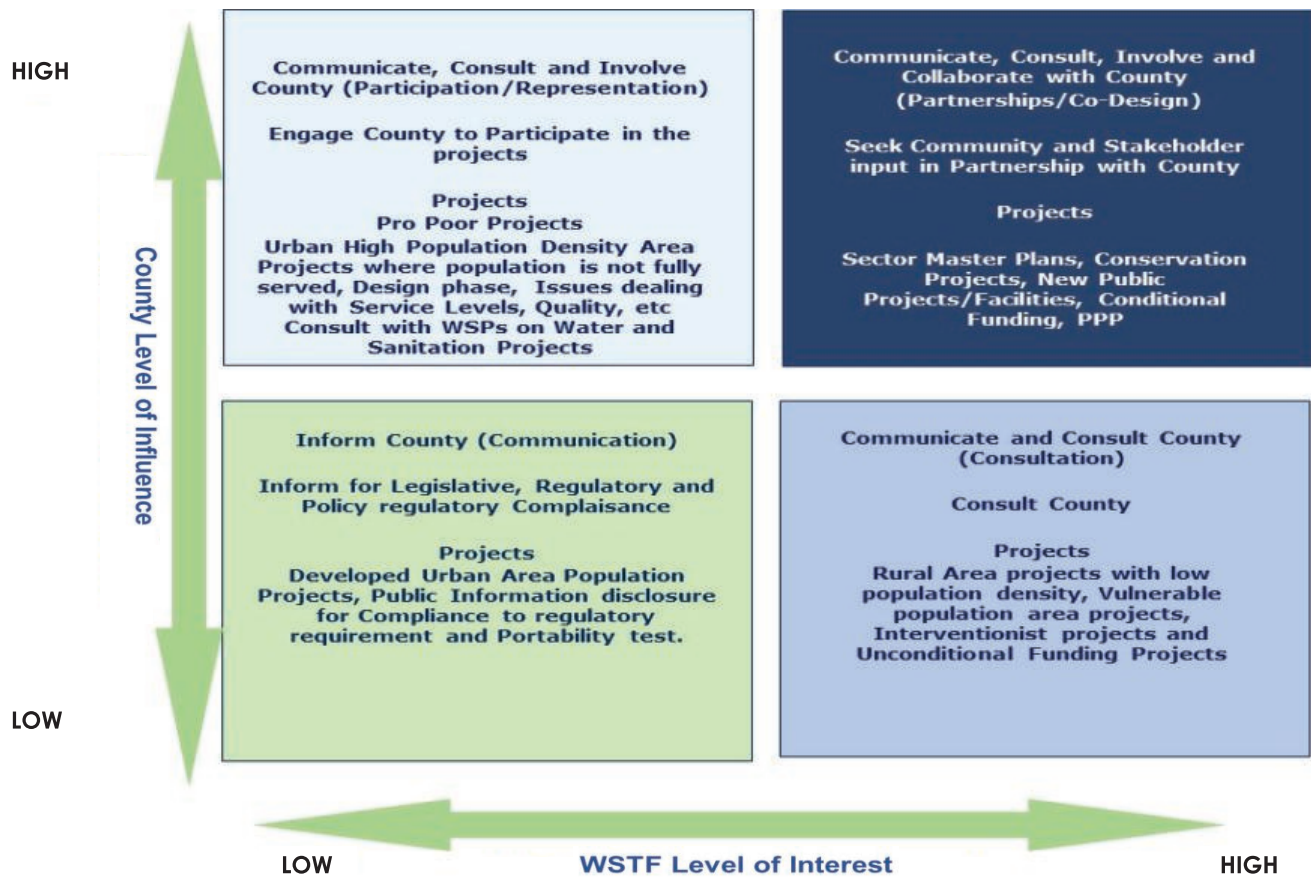 HIGH
Communicate, Consult and Involve
County (Participation/Representation)
Engage County to Participate in the
projects
Projects
Pro Poor Projects
Urban High Population Density Area
Projects where population is not fully
served, Design phase, Issues dealing
with Service Levels, Quality, etc
Consult with WSPs on Water and
Sanitation Projects
Communicate, Consult, Involve and
Collaborate with County
(Partnerships/Co-Design)
Seek Community and Stakeholder
input in Partnership with County
Projects
Sector Master Plans, Conservation
Projects, New Public
Projects/Facilities, Conditional
Funding, PPP
County Level of Influence
Inform County (Communication)
Inform for Legislative, Regulatory and
Policy regulatory Complaisance
Projects
Developed Urban Area Population
Projects, Public Information disclosure
for Compliance to regulatory
requirement and Portability test.
Communicate and Consult County
(Consultation)
Consult County
Projects
Rural Area projects with low
population density, Vulnerable
population area projects,
Interventionist projects and
Unconditional Funding Projects
LOW
LOW
WSTF Level of Interest
HIGH